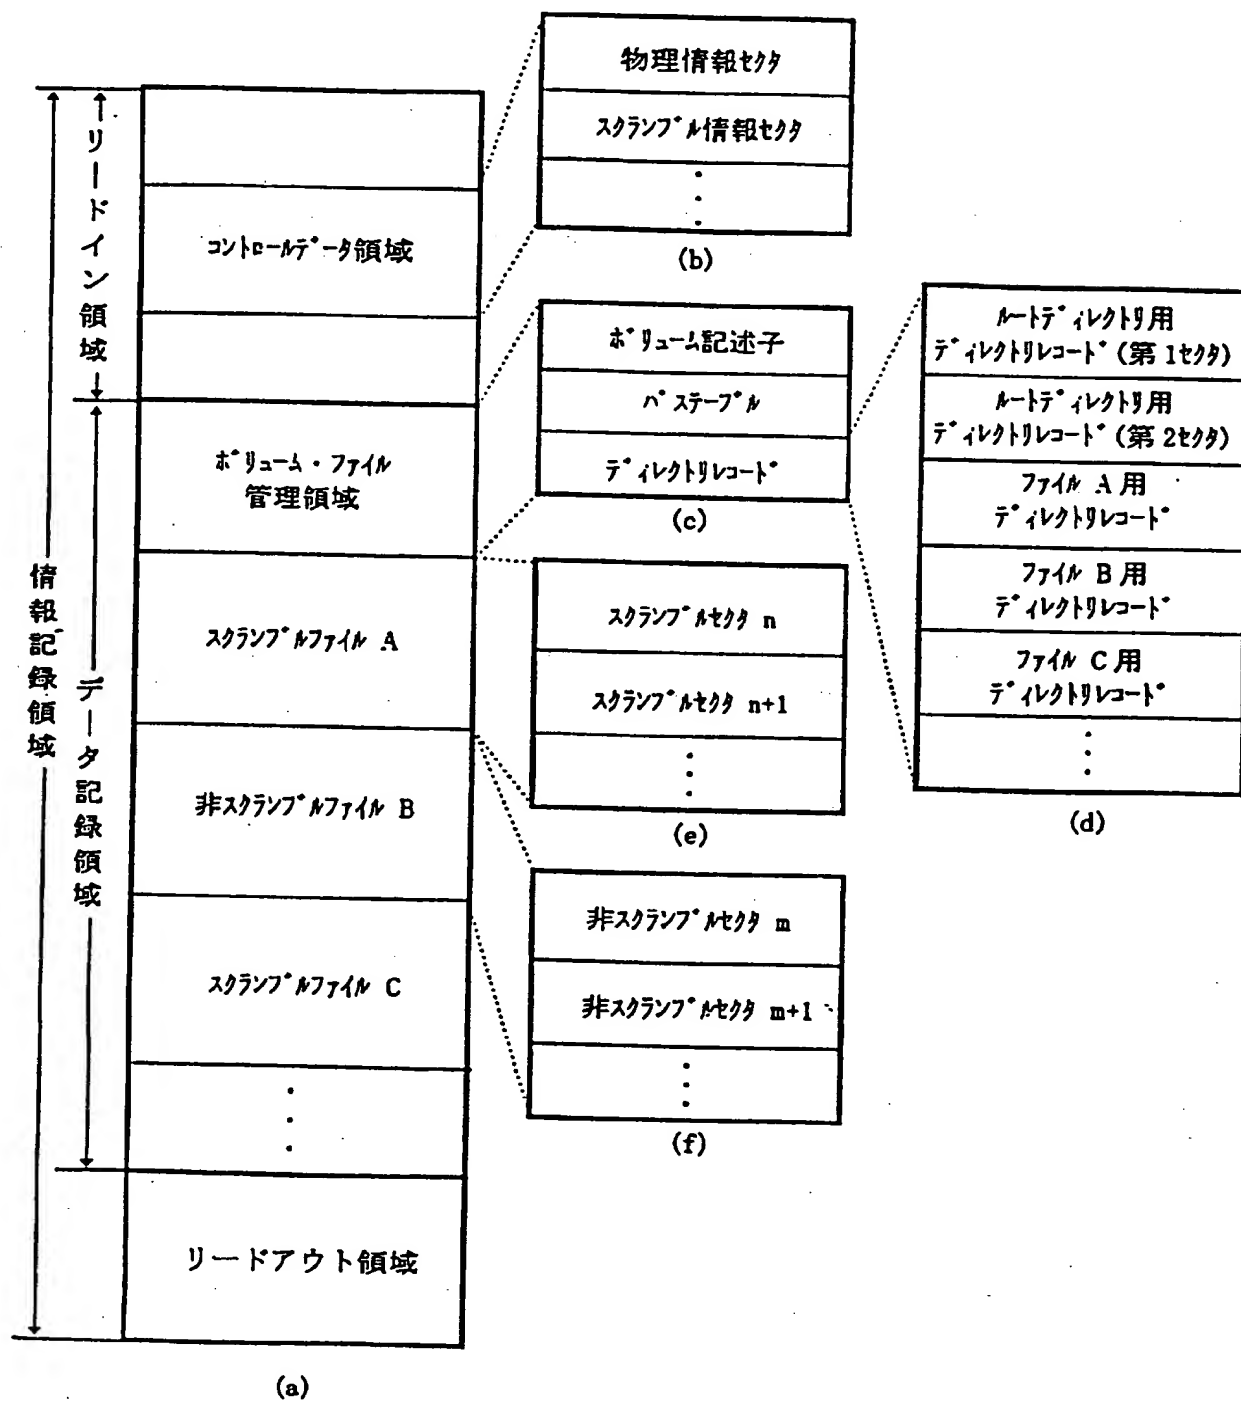 情報記録領域
リードイン領域
データ記録領域
コントロールデータ領域
ボリューム・ファイル
管理領域
スクランブルファイル A
非スクランブルファイル B
スクランブルファイル C
リードアウト領域
(a)
物理情報セクタ
スクランブル情報セクタ
(b)
ボリューム記述子
パステーブル
ディレクトリレコード
(c)
ルートディレクトリ用
ディレクトリレコード(第1セクタ)
ルートディレクトリ用
ディレクトリレコード(第2セクタ)
ファイル A 用
ディレクトリレコード
ファイル B 用
ディレクトリレコード
ファイル C 用
ディレクトリレコード
(d)
スクランブルセクタ n
スクランブルセクタ n+1
(e)
非スクランブルセクタ m
非スクランブルセクタ m+1
(f)